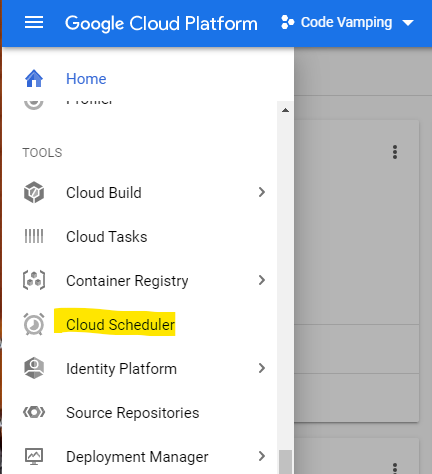 Google Cloud Platform
Code Vamping
Home
Profiler
TOOLS
Cloud Build
Cloud Tasks
Container Registry
Cloud Scheduler
Identity Platform
Source Repositories
Deployment Manager